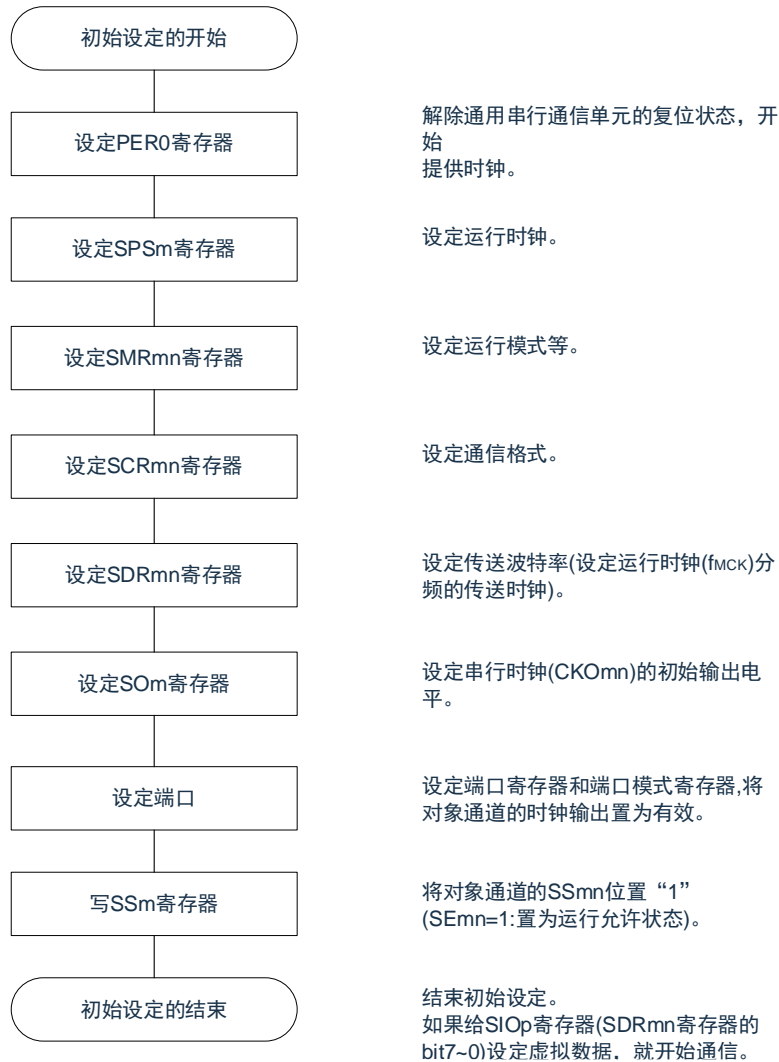 初始设定的开始
设定PER0寄存器
解除通用串行通信单元的复位状态，开
始
提供时钟。
设定SPSm寄存器
设定运行时钟。
设定SMRmn寄存器
设定运行模式等。
设定SCRmn寄存器
设定通信格式。
设定SDRmn寄存器
设定传送波特率(设定运行时钟(fMCK)分
频的传送时钟)。
设定SOm寄存器
设定串行时钟(CKOmn)的初始输出电
平。
设定端口
设定端口寄存器和端口模式寄存器,将
对象通道的时钟输出置为有效。
写SSm寄存器
将对象通道的SSmn位置“1”
(SEmn=1:置为运行允许状态)。
初始设定的结束
结束初始设定。
如果给SIOp寄存器(SDRmn寄存器的
bit7~0)设定虚拟数据，就开始通信。